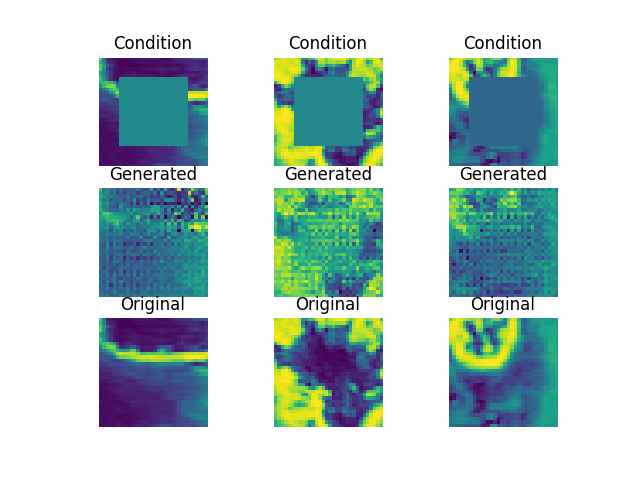 Condition Condition Condition
Generated Generated Generated
Original Original Original